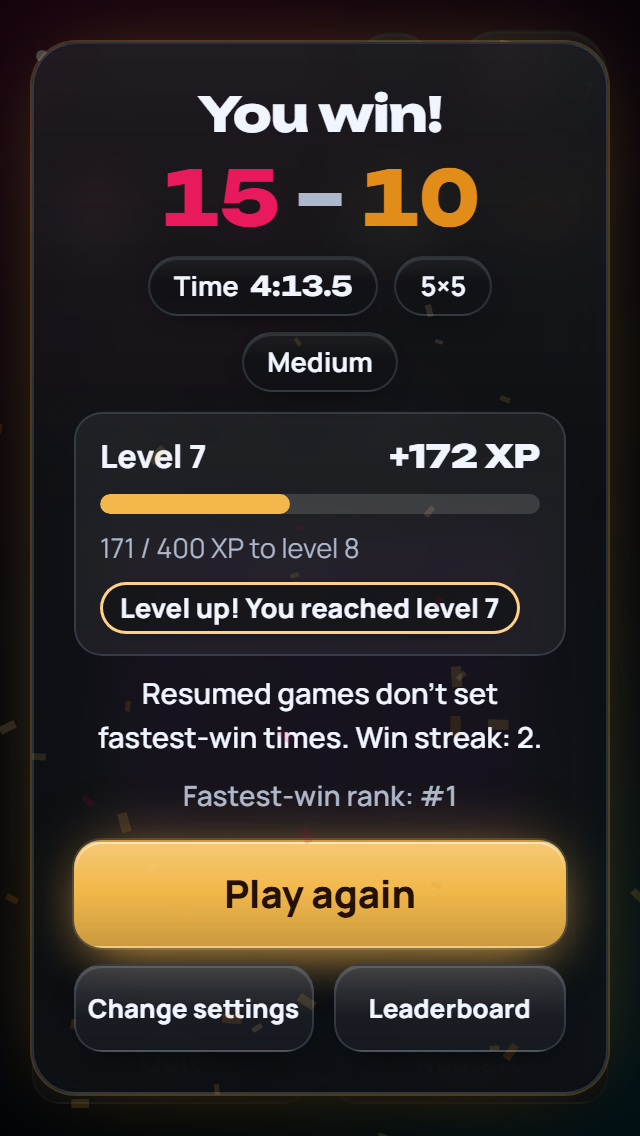 You win!
15 – 10
Time 4:13.5
5×5
Medium
Level 7
+172 XP
171 / 400 XP to level 8
Level up! You reached level 7
Resumed games don’t set
fastest-win times. Win streak: 2.
Fastest-win rank: #1
Play again
Change settings
Leaderboard